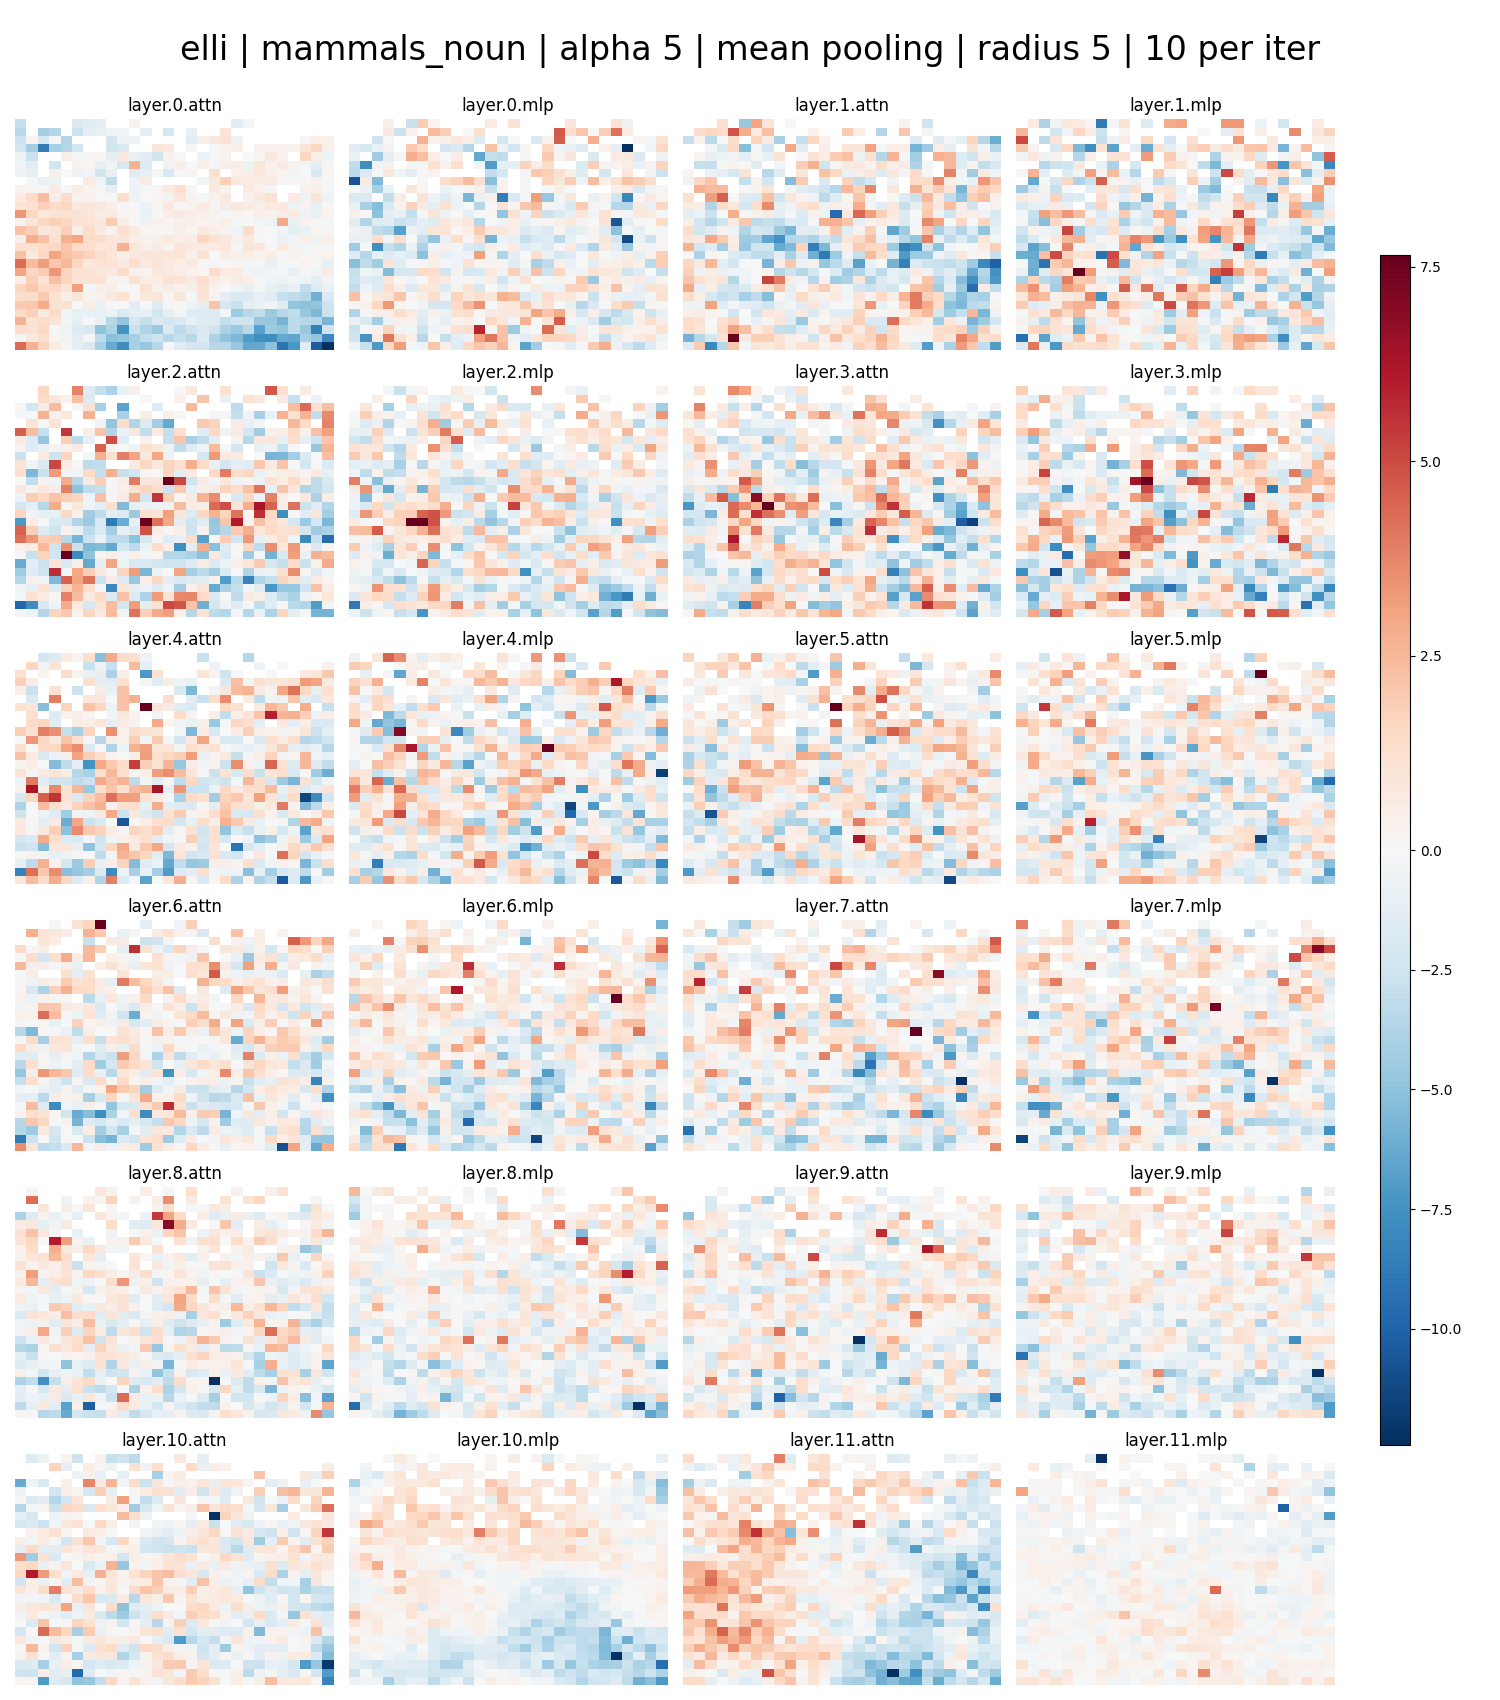 elli | mammals_noun | alpha 5 | mean pooling | radius 5 | 10 per iter
layer.0.attn layer.0.mlp layer.1.attn layer.1.mlp
layer.2.attn layer.2.mlp layer.3.attn layer.3.mlp
layer.4.attn layer.4.mlp layer.5.attn layer.5.mlp
layer.6.attn layer.6.mlp layer.7.attn layer.7.mlp
layer.8.attn layer.8.mlp layer.9.attn layer.9.mlp
layer.10.attn layer.10.mlp layer.11.attn layer.11.mlp
7.5
5.0
2.5
0.0
−2.5
−5.0
−7.5
−10.0